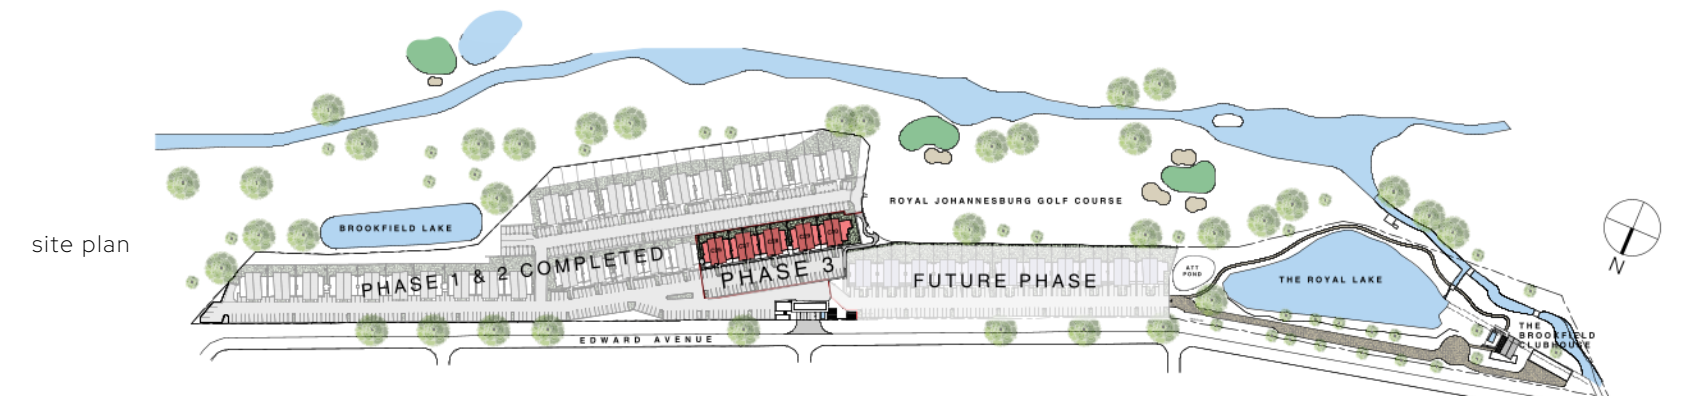 BROOKFIELD LAKE
ROYAL JOHANNESBURG GOLF COURSE
site plan
PHASE 1 & 2 COMPLETED
PHASE 3
FUTURE PHASE
ATT
POND
THE ROYAL LAKE
N
EDWARD AVENUE
THE
BROOKFIELD
CLUBHOUSE